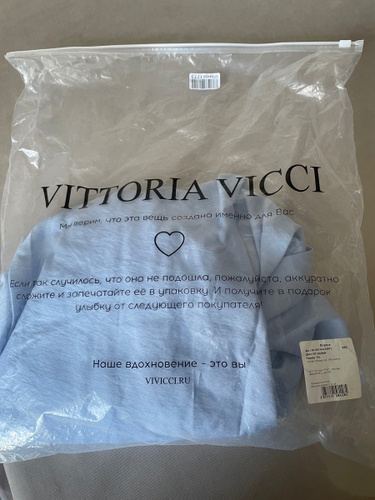 VITTORIA VICCI
Мы верим, что эта вещь создана именно для Вас
Если так случилось, что она не подошла, пожалуйста, аккуратно
сложите и запечатайте её в упаковку. И получите в подарок
улыбку от следующего покупателя!
Наше вдохновение - это вы
VIVICCI.RU